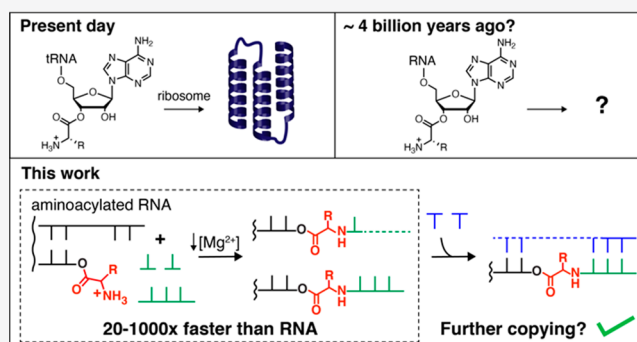 Present day
~ 4 billion years ago?
tRNA
NH₂
N
N
N
N
O
O
O
OH
O
H₃N
+
R
ribosome
RNA
NH₂
N
N
N
N
O
O
O
OH
O
H₃N
+
R
?
This work
aminoacylated RNA
+
↓[Mg²⁺]
O
R
O
NH₃
+
O
R
O
N
H
O
R
O
N
H
O
R
O
N
H
20-1000x faster than RNA
Further copying?